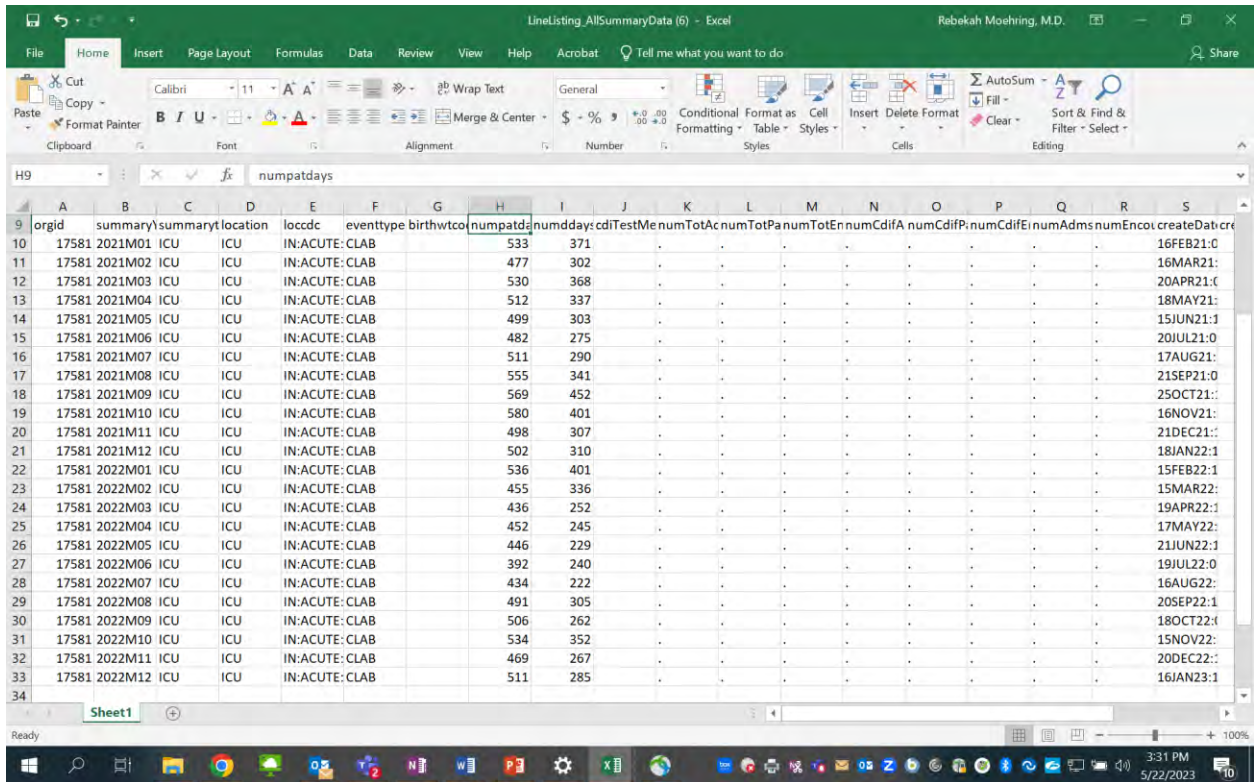 LineListing_AllSummaryData (6) - Excel
Rebekah Moehring, M.D.
File Home Insert Page Layout Formulas Data Review View Help Acrobat Tell me what you want to do Share
Cut
Copy
Format Painter
Paste
Calibri 11 A A Wrap Text General
B I U A Merge & Center $ % , .0 .00 .00 .0
Conditional Formatting Format as Table Cell Styles
Insert Delete Format
AutoSum
Fill
Clear
Sort & Filter Find & Select
Clipboard Font Alignment Number Styles Cells Editing
H9 fx numpatdays
A B C D E F G H I J K L M N O P Q R S
9 orgid summaryY summaryt location loccdc eventtype birthwtcod numpatda numddays cdiTestMe numTotAc numTotPa numTotEn numCdifA numCdifPa numCdifEi numAdms numEncou createDate cre
10 17581 2021M01 ICU ICU IN:ACUTE: CLAB 533 371 . . . . . . . . 16FEB21:0
11 17581 2021M02 ICU ICU IN:ACUTE: CLAB 477 302 . . . . . . . . 16MAR21:
12 17581 2021M03 ICU ICU IN:ACUTE: CLAB 530 368 . . . . . . . . 20APR21:0
13 17581 2021M04 ICU ICU IN:ACUTE: CLAB 512 337 . . . . . . . . 18MAY21:
14 17581 2021M05 ICU ICU IN:ACUTE: CLAB 499 303 . . . . . . . . 15JUN21:1
15 17581 2021M06 ICU ICU IN:ACUTE: CLAB 482 275 . . . . . . . . 20JUL21:0
16 17581 2021M07 ICU ICU IN:ACUTE: CLAB 511 290 . . . . . . . . 17AUG21:
17 17581 2021M08 ICU ICU IN:ACUTE: CLAB 555 341 . . . . . . . . 21SEP21:0
18 17581 2021M09 ICU ICU IN:ACUTE: CLAB 569 452 . . . . . . . . 25OCT21:
19 17581 2021M10 ICU ICU IN:ACUTE: CLAB 580 401 . . . . . . . . 16NOV21:
20 17581 2021M11 ICU ICU IN:ACUTE: CLAB 498 307 . . . . . . . . 21DEC21:
21 17581 2021M12 ICU ICU IN:ACUTE: CLAB 502 310 . . . . . . . . 18JAN22:1
22 17581 2022M01 ICU ICU IN:ACUTE: CLAB 536 401 . . . . . . . . 15FEB22:1
23 17581 2022M02 ICU ICU IN:ACUTE: CLAB 455 336 . . . . . . . . 15MAR22:
24 17581 2022M03 ICU ICU IN:ACUTE: CLAB 436 252 . . . . . . . . 19APR22:1
25 17581 2022M04 ICU ICU IN:ACUTE: CLAB 452 245 . . . . . . . . 17MAY22:
26 17581 2022M05 ICU ICU IN:ACUTE: CLAB 446 229 . . . . . . . . 21JUN22:1
27 17581 2022M06 ICU ICU IN:ACUTE: CLAB 392 240 . . . . . . . . 19JUL22:0
28 17581 2022M07 ICU ICU IN:ACUTE: CLAB 434 222 . . . . . . . . 16AUG22:
29 17581 2022M08 ICU ICU IN:ACUTE: CLAB 491 305 . . . . . . . . 20SEP22:1
30 17581 2022M09 ICU ICU IN:ACUTE: CLAB 506 262 . . . . . . . . 18OCT22:0
31 17581 2022M10 ICU ICU IN:ACUTE: CLAB 534 352 . . . . . . . . 15NOV22:
32 17581 2022M11 ICU ICU IN:ACUTE: CLAB 469 267 . . . . . . . . 20DEC22:
33 17581 2022M12 ICU ICU IN:ACUTE: CLAB 511 285 . . . . . . . . 16JAN23:1
34
Sheet1
Ready 100%
3:31 PM
5/22/2023